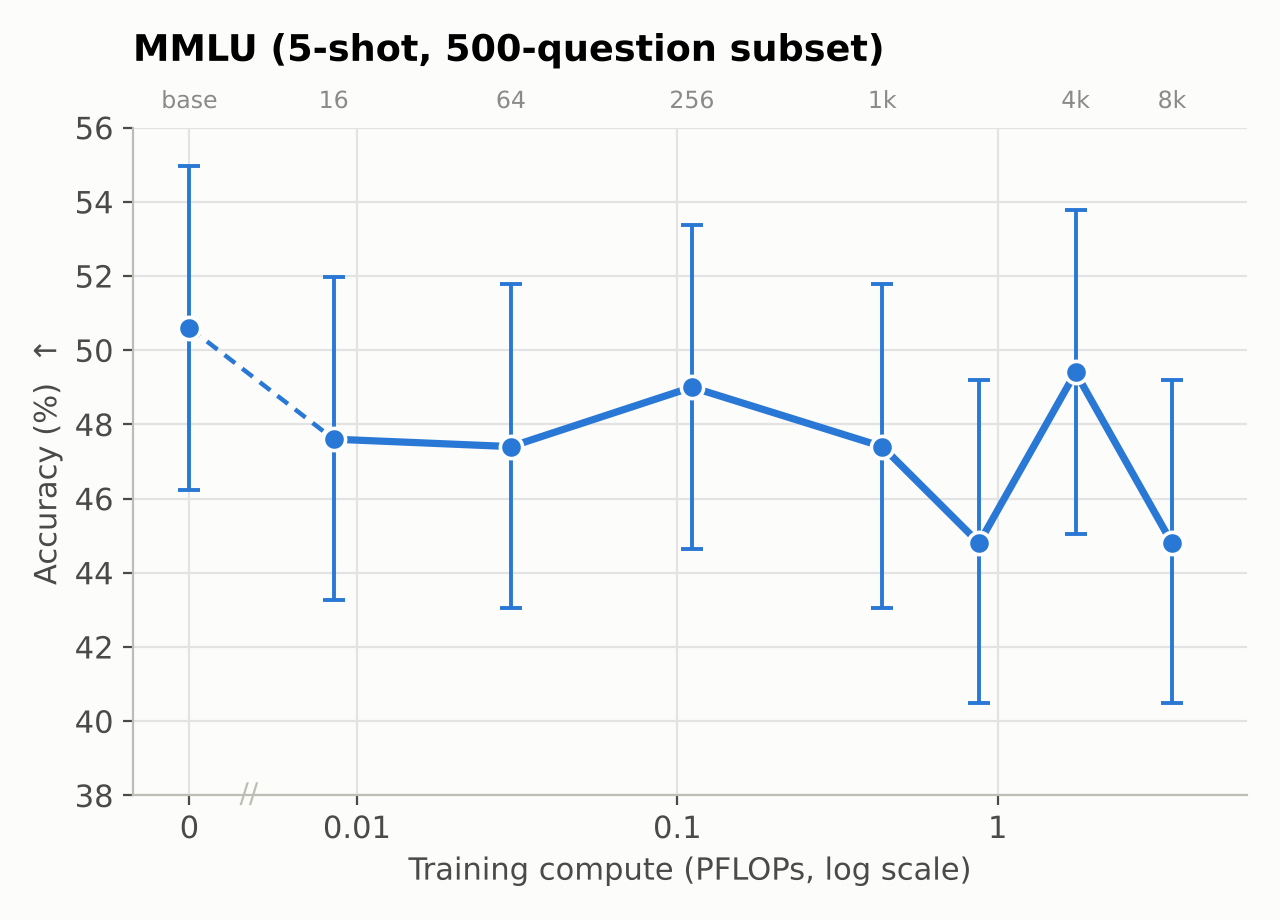 MMLU (5-shot, 500-question subset)
base 16 64 256 1k 4k 8k
56
54
52
50
48
46
44
42
40
38
Accuracy (%) ↑
0 // 0.01 0.1 1
Training compute (PFLOPs, log scale)